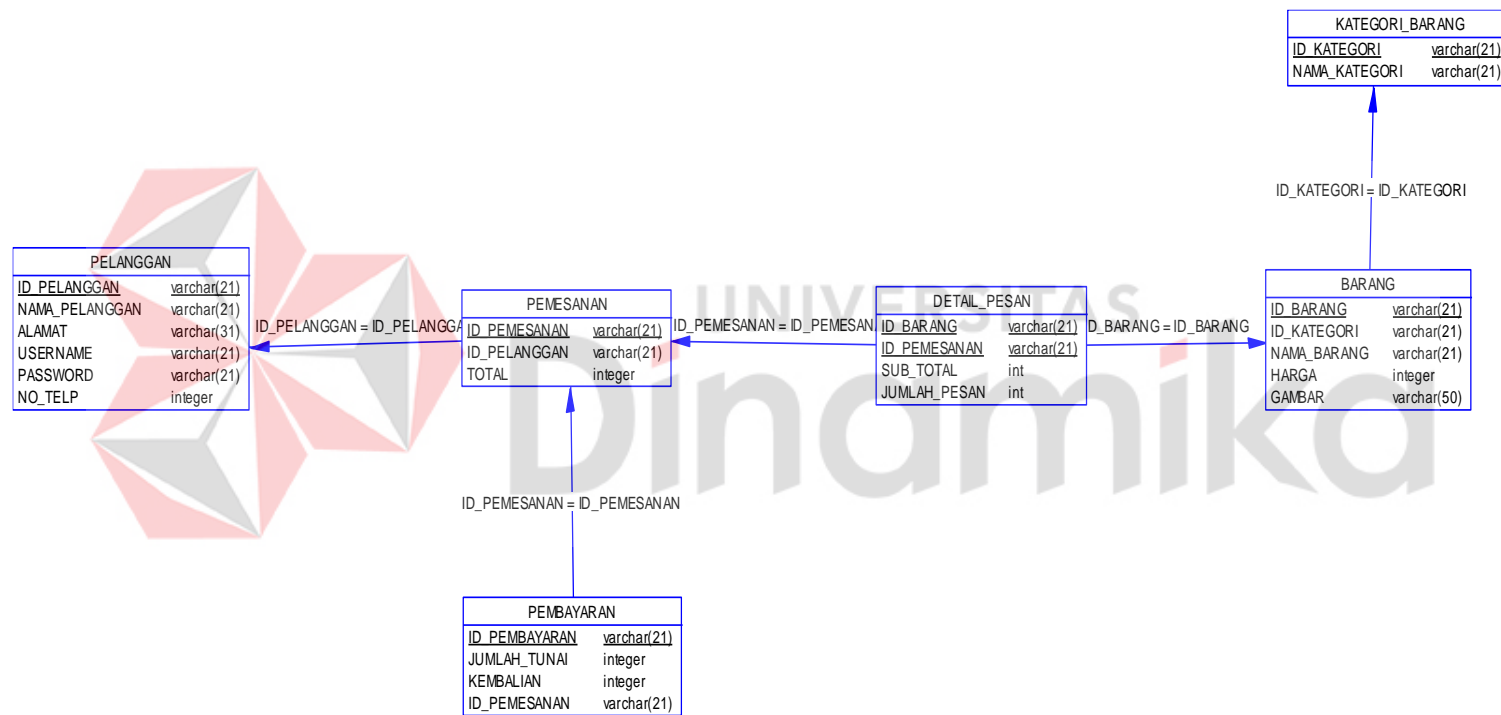 KATEGORI_BARANG
ID_KATEGORI varchar(21)
NAMA_KATEGORI varchar(21)
ID_KATEGORI = ID_KATEGORI
PELANGGAN
ID_PELANGGAN varchar(21)
NAMA_PELANGGAN varchar(21)
ALAMAT varchar(31)
USERNAME varchar(21)
PASSWORD varchar(21)
NO_TELP integer
ID_PELANGGAN = ID_PELANGGA
PEMESANAN
ID_PEMESANAN varchar(21)
ID_PELANGGAN varchar(21)
TOTAL integer
ID_PEMESANAN = ID_PEMESAN
DETAIL_PESAN
ID_BARANG varchar(21)
ID_PEMESANAN varchar(21)
SUB_TOTAL int
JUMLAH_PESAN int
D_BARANG = ID_BARANG
BARANG
ID_BARANG varchar(21)
ID_KATEGORI varchar(21)
NAMA_BARANG varchar(21)
HARGA integer
GAMBAR varchar(50)
UNIVERSITAS
Dinamika
ID_PEMESANAN = ID_PEMESANAN
PEMBAYARAN
ID_PEMBAYARAN varchar(21)
JUMLAH_TUNAI integer
KEMBALIAN integer
ID_PEMESANAN varchar(21)